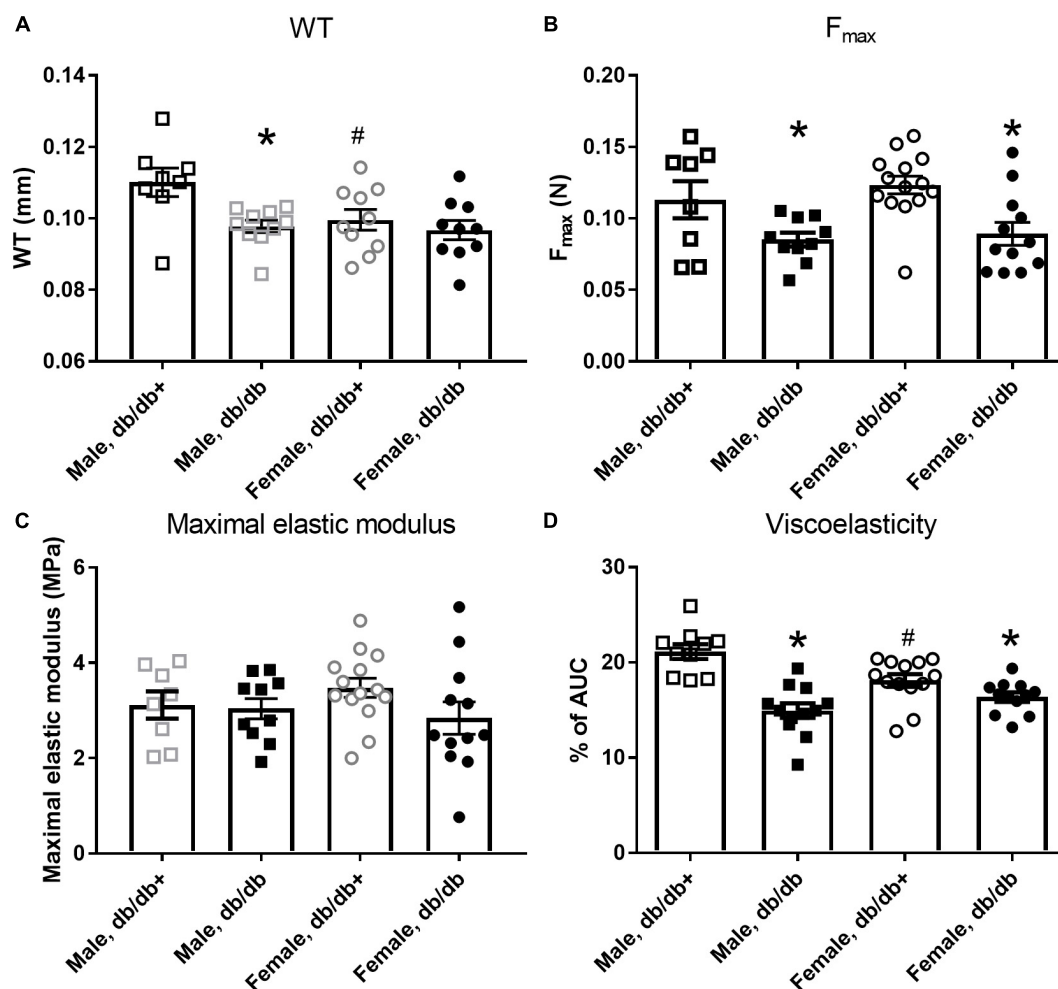 A
WT
WT (mm)
0.14
0.12
0.10
0.08
0.06
*
#
Male, db/db+
Male, db/db
Female, db/db+
Female, db/db
B
Fmax
Fmax (N)
0.20
0.15
0.10
0.05
0.00
*
*
Male, db/db+
Male, db/db
Female, db/db+
Female, db/db
C
Maximal elastic modulus
Maximal elastic modulus (MPa)
6
4
2
0
Male, db/db+
Male, db/db
Female, db/db+
Female, db/db
D
Viscoelasticity
% of AUC
30
20
10
0
*
#
*
Male, db/db+
Male, db/db
Female, db/db+
Female, db/db